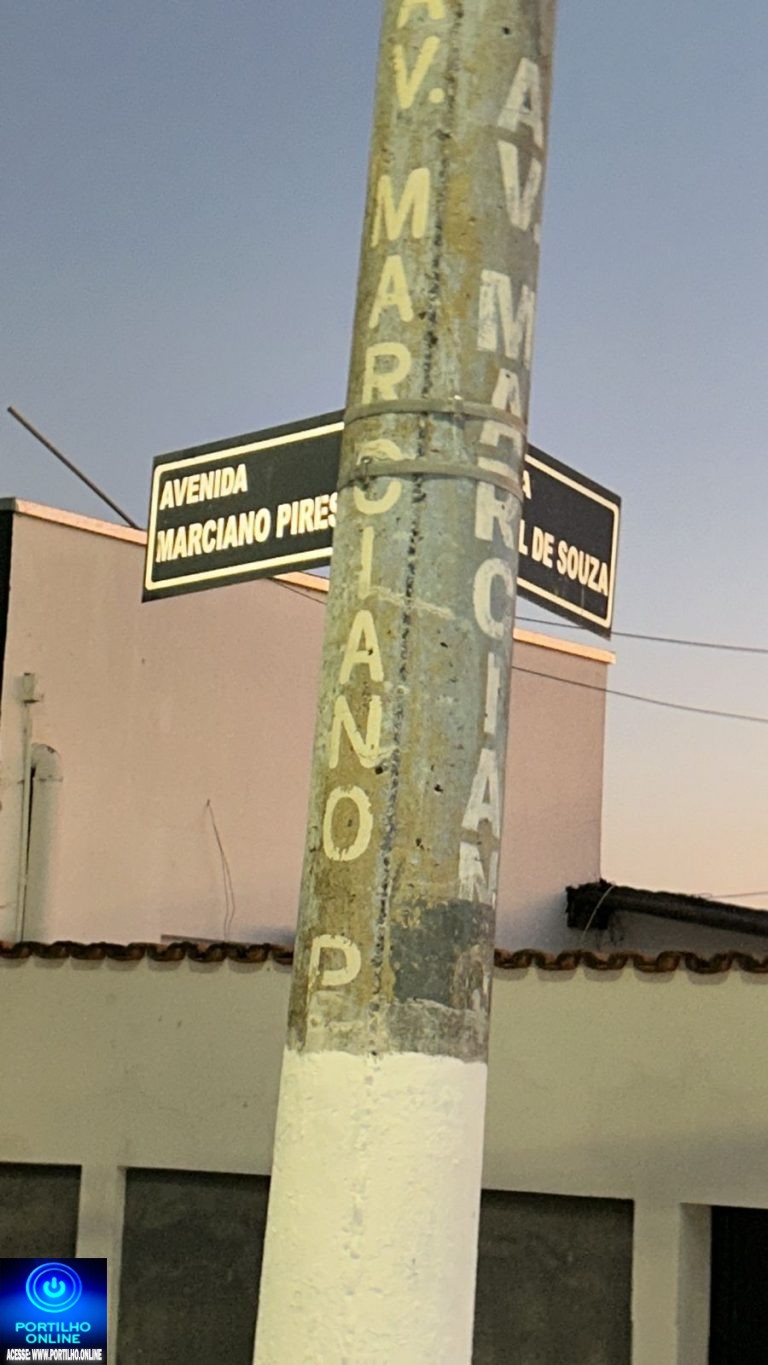 AV. MARCIANO P
AV. MARCIAN
AVENIDA
MARCIANO PIRES
A
L DE SOUZA
PORTILHO
ONLINE
ACESSE: WWW.PORTILHO.ONLINE